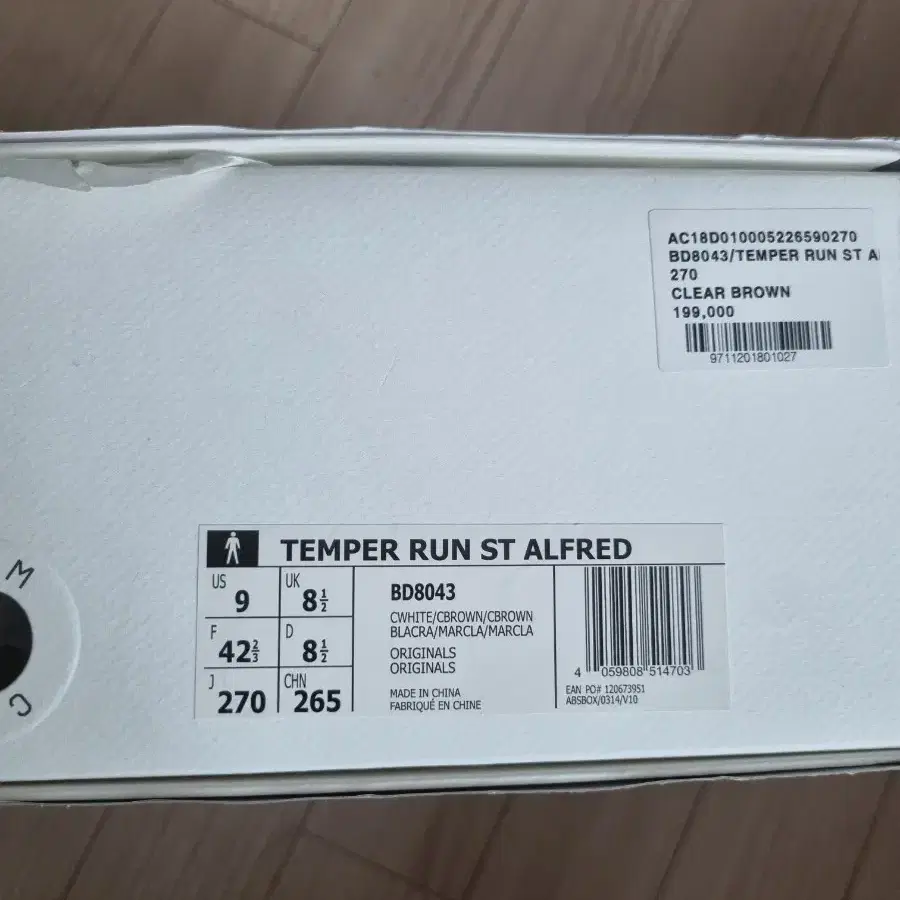 AC18D010005226590270
BD8043/TEMPER RUN ST A
270
CLEAR BROWN
199,000
9711201801027
M
C
TEMPER RUN ST ALFRED
US 9
UK 8½
F 42⅔
D 8½
J 270
CHN 265
BD8043
CWHITE/CBROWN/CBROWN
BLACRA/MARCLA/MARCLA
ORIGINALS
ORIGINALS
MADE IN CHINA
FABRIQUÉ EN CHINE
4 059808 514703
EAN PO# 120673951
ABSBOX/0314/V10